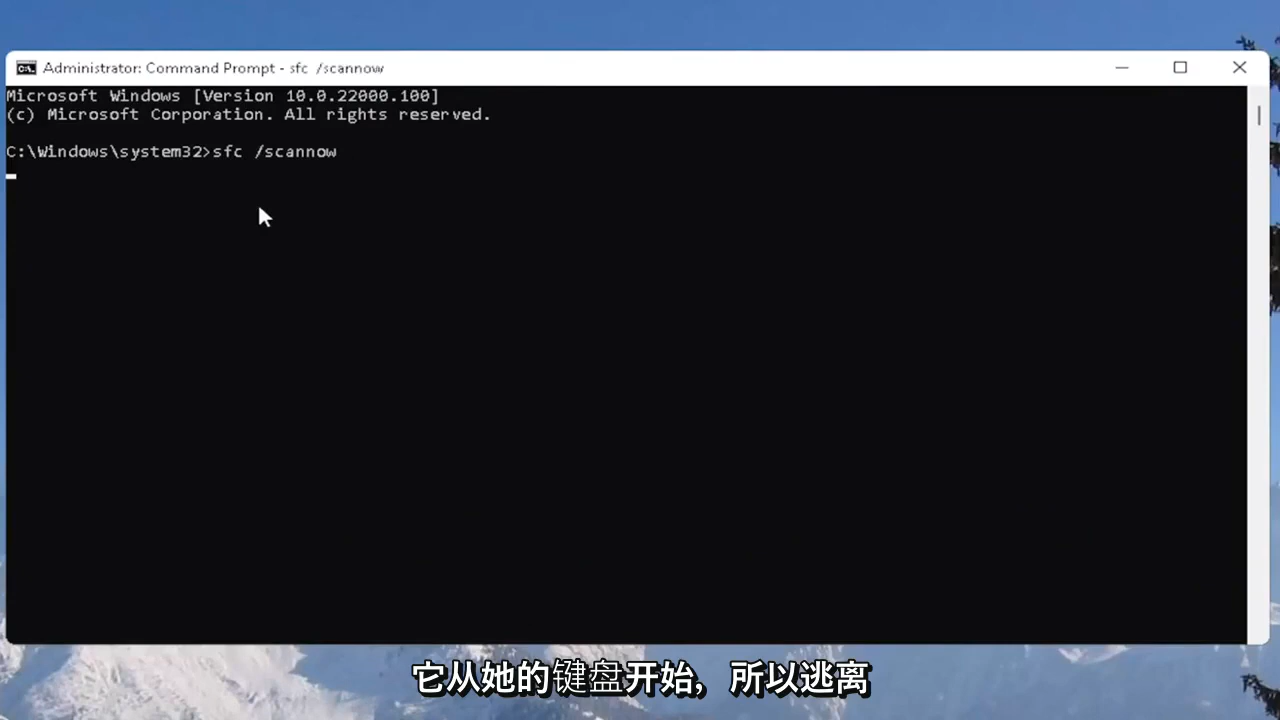 Administrator: Command Prompt - sfc /scannow
Microsoft Windows [Version 10.0.22000.100]
(c) Microsoft Corporation. All rights reserved.
C:\Windows\system32>sfc /scannow
它从她的键盘开始，所以逃离